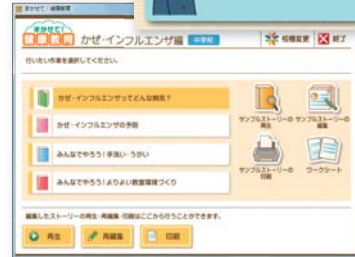 まかせて! 健康教育
まかせて!
健康教育 かぜ・インフルエンザ編 中学校 校種変更 終了
行いたい作業を選択してください。
かぜ・インフルエンザってどんな病気?
かぜ・インフルエンザの予防
みんなでやろう!手洗い・うがい
みんなでやろう!よりよい教室環境づくり
サンプルストーリーの再生
サンプルストーリーの編集
サンプルストーリーの印刷
ワークシート
編集したストーリーの再生・再編集・印刷はここから行うことができます。
再生 再編集 印刷